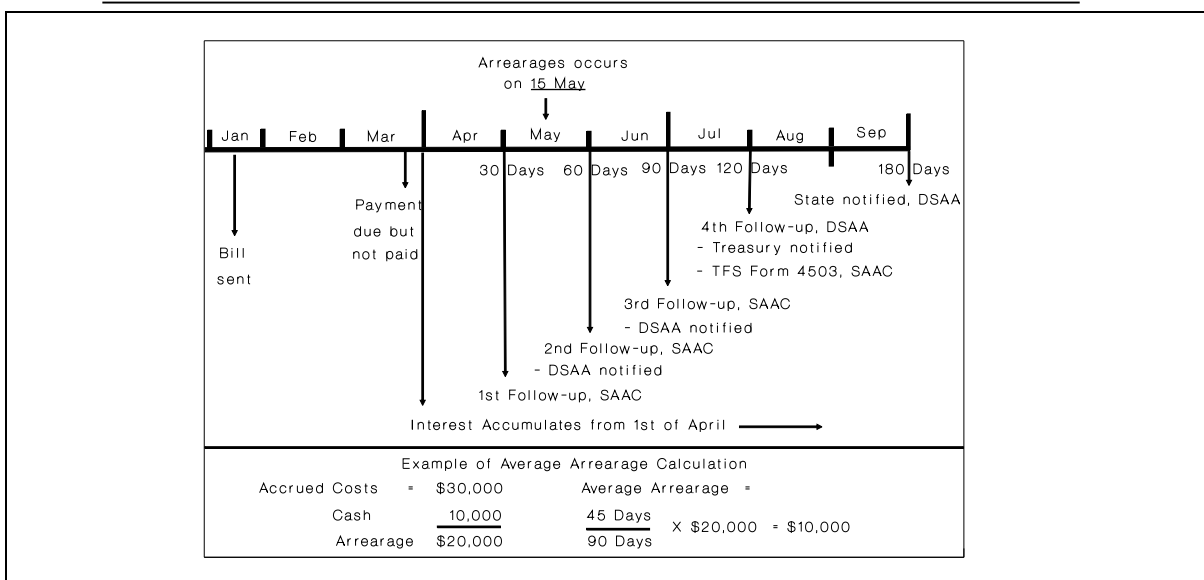 Arrearages occurs
on 15 May
Jan Feb Mar Apr May Jun Jul Aug Sep
30 Days 60 Days 90 Days 120 Days 180 Days
State notified, DSAA
Payment
due but
not paid
4th Follow-up, DSAA
- Treasury notified
- TFS Form 4503, SAAC
Bill
sent
3rd Follow-up, SAAC
- DSAA notified
2nd Follow-up, SAAC
- DSAA notified
1st Follow-up, SAAC
Interest Accumulates from 1st of April
Example of Average Arrearage Calculation
Accrued Costs = $30,000 Average Arrearage =
Cash 10,000 45 Days
X $20,000 = $10,000
Arrearage $20,000 90 Days